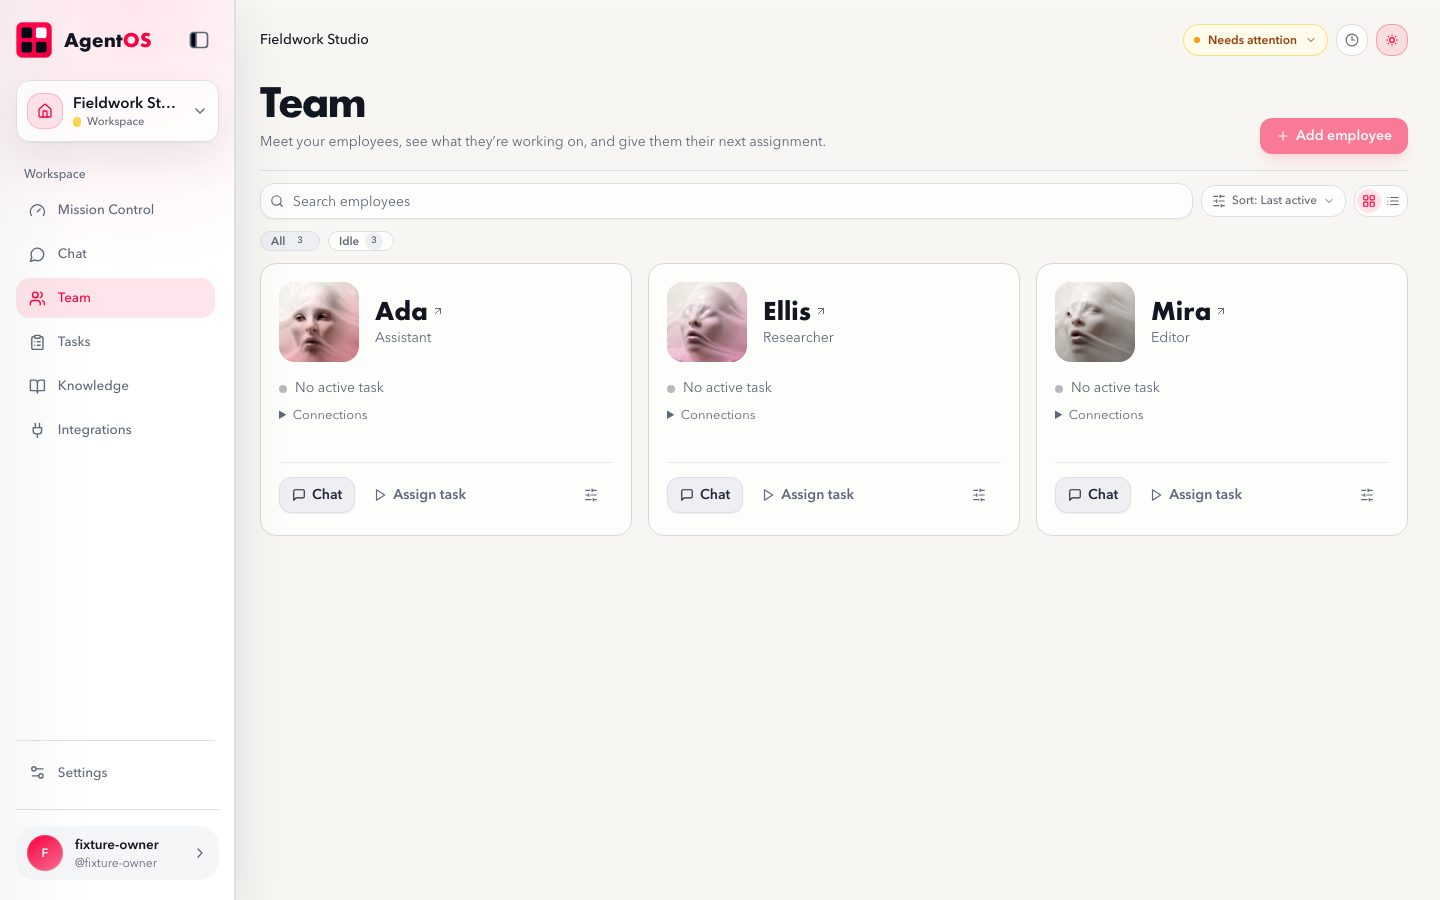 AgentOS
Fieldwork St...
Workspace
Workspace
Mission Control
Chat
Team
Tasks
Knowledge
Integrations
Settings
F
fixture-owner
@fixture-owner
Fieldwork Studio
Needs attention
Team
Meet your employees, see what they’re working on, and give them their next assignment.
Add employee
Search employees
Sort: Last active
All 3
Idle 3
Ada
Assistant
No active task
Connections
Chat
Assign task
Ellis
Researcher
No active task
Connections
Chat
Assign task
Mira
Editor
No active task
Connections
Chat
Assign task